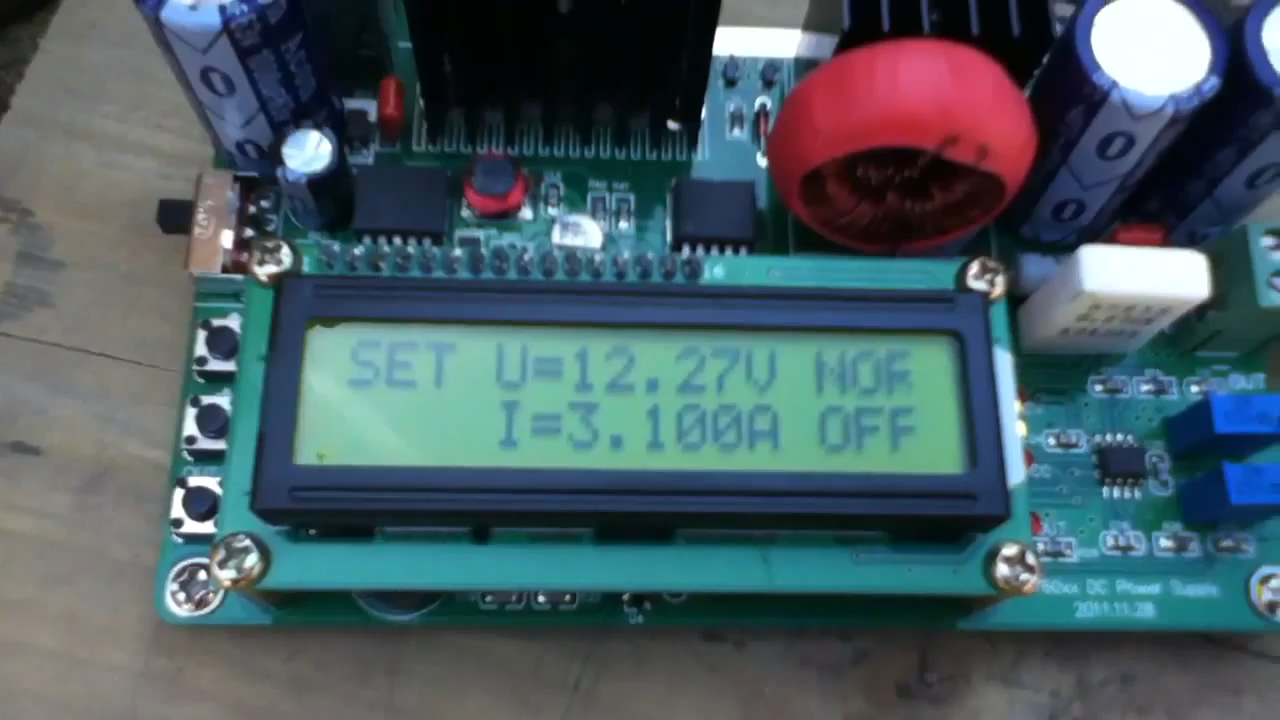 SET U=12.27V NOR
I=3.100A OFF
DC Power Supply
2011.11.28